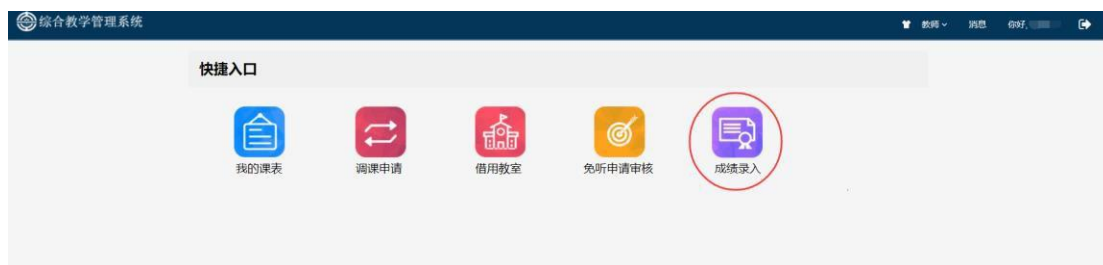 综合教学管理系统
教师 消息 你好,
快捷入口
我的课表 调课申请 借用教室 免听申请审核 成绩录入